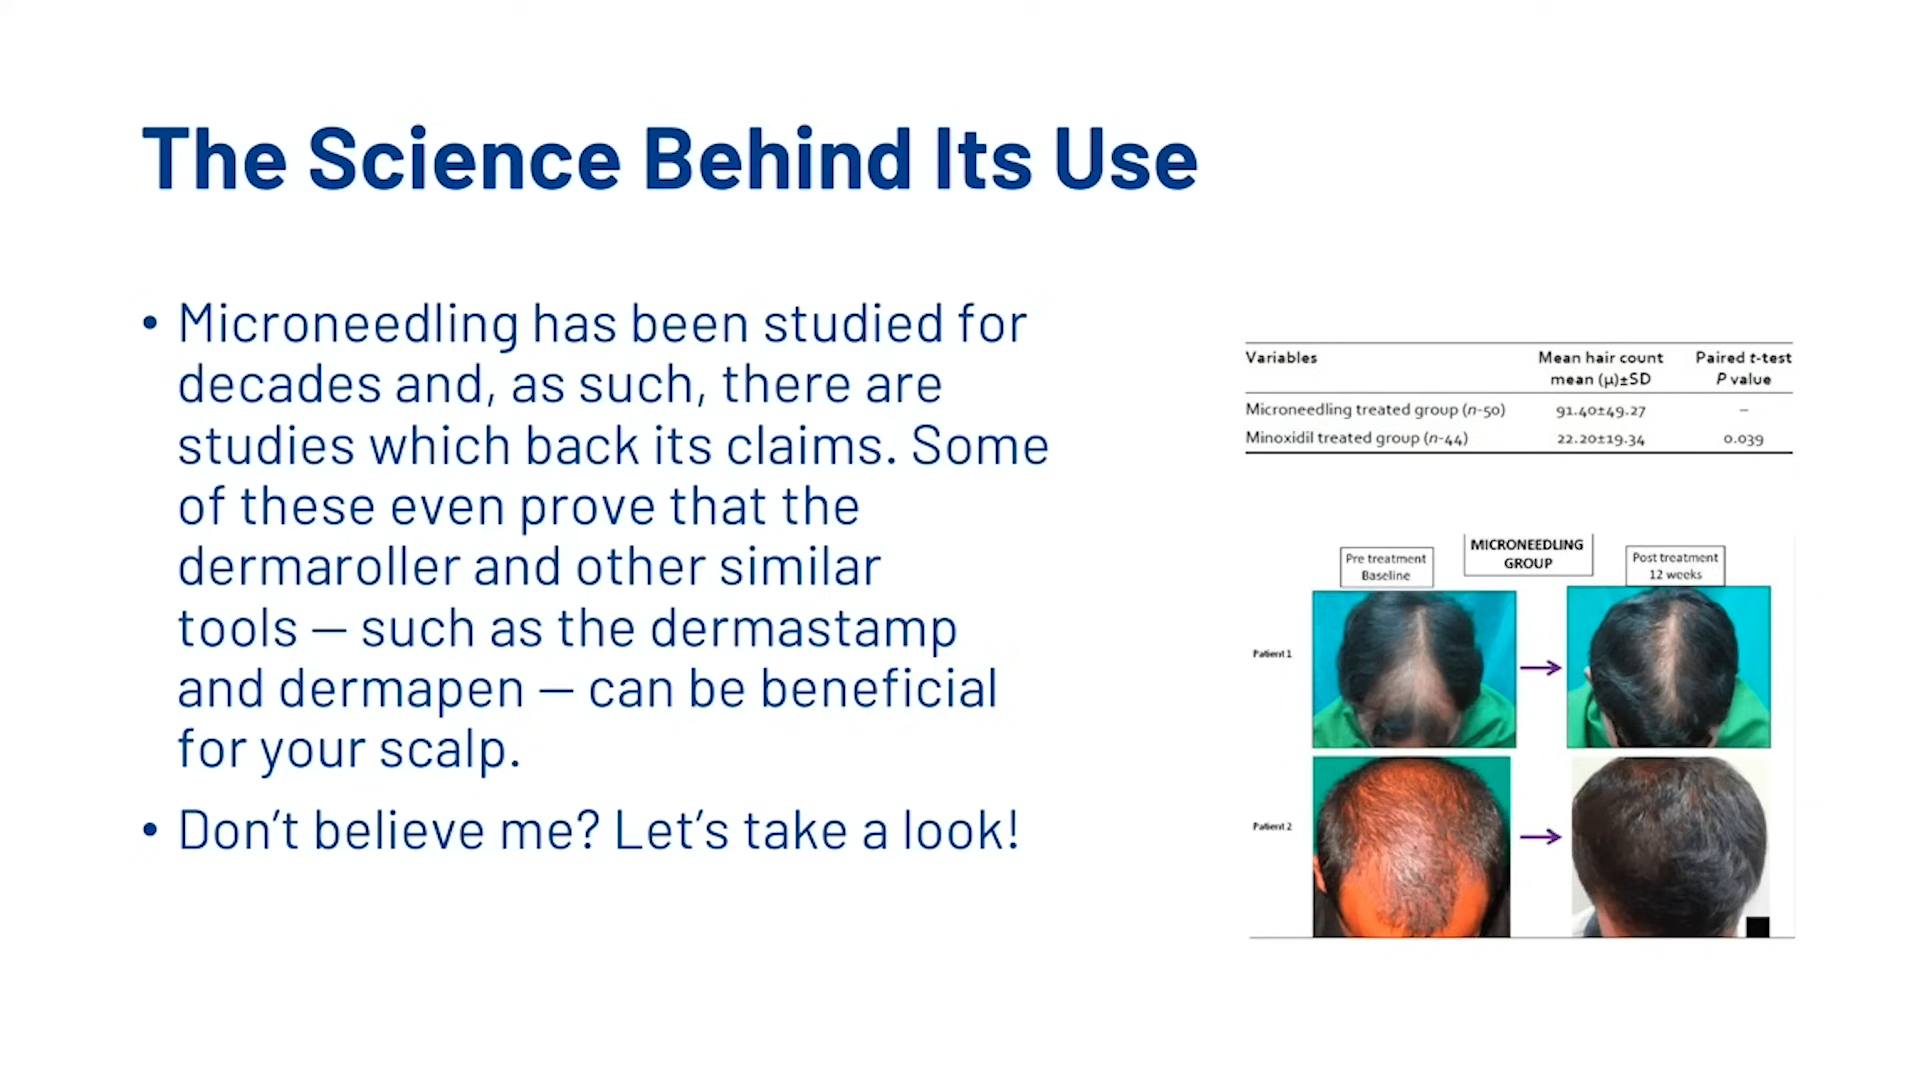 The Science Behind Its Use
• Microneedling has been studied for
decades and, as such, there are
studies which back its claims. Some
of these even prove that the
dermaroller and other similar
tools — such as the dermastamp
and dermapen — can be beneficial
for your scalp.
• Don’t believe me? Let’s take a look!
Variables Mean hair count Paired t-test
mean (μ)±SD P value
Microneedling treated group (n-50) 91.40±49.27 –
Minoxidil treated group (n-44) 22.20±19.34 0.039
MICRONEEDLING
GROUP
Pre treatment
Baseline
Post treatment
12 weeks
Patient 1
Patient 2